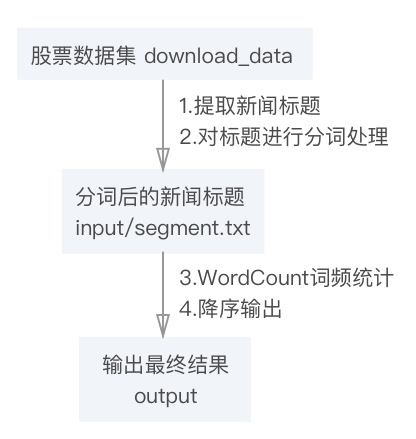 股票数据集 download_data
1.提取新闻标题
2.对标题进行分词处理
分词后的新闻标题
input/segment.txt
3.WordCount词频统计
4.降序输出
输出最终结果
output